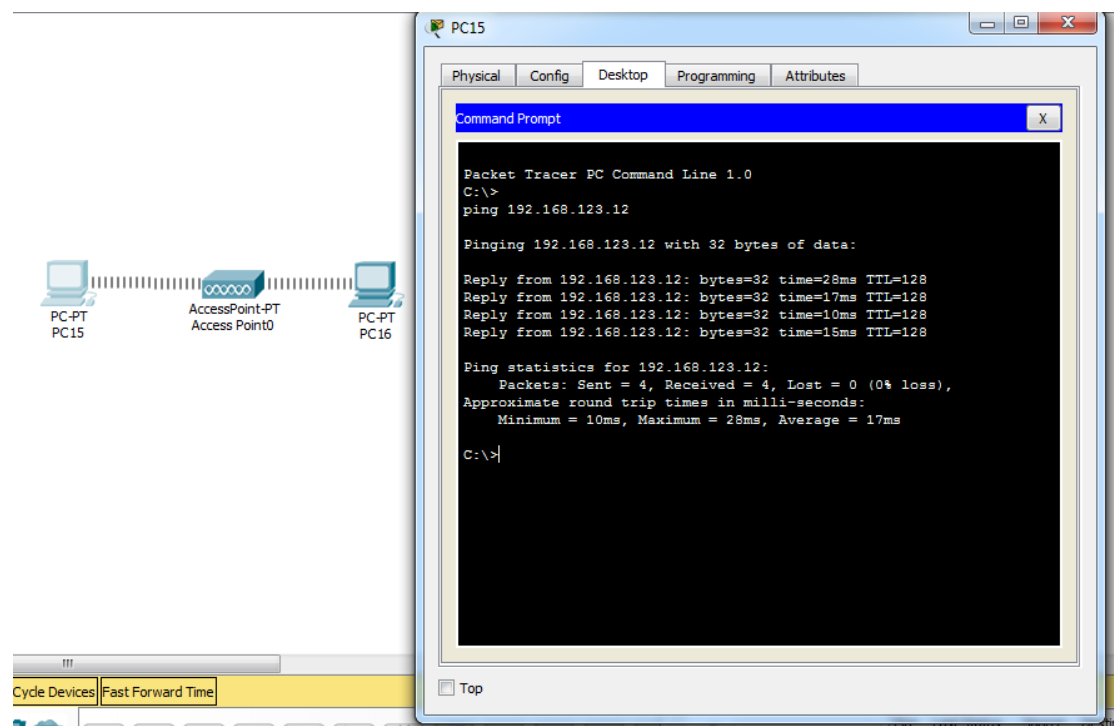 PC-PT
PC15
AccessPoint-PT
Access Point0
PC-PT
PC16
Cycle Devices Fast Forward Time
PC15
Physical Config Desktop Programming Attributes
Command Prompt X
Packet Tracer PC Command Line 1.0
C:\>
ping 192.168.123.12
Pinging 192.168.123.12 with 32 bytes of data:
Reply from 192.168.123.12: bytes=32 time=28ms TTL=128
Reply from 192.168.123.12: bytes=32 time=17ms TTL=128
Reply from 192.168.123.12: bytes=32 time=10ms TTL=128
Reply from 192.168.123.12: bytes=32 time=15ms TTL=128
Ping statistics for 192.168.123.12:
Packets: Sent = 4, Received = 4, Lost = 0 (0% loss),
Approximate round trip times in milli-seconds:
Minimum = 10ms, Maximum = 28ms, Average = 17ms
C:\>
Top